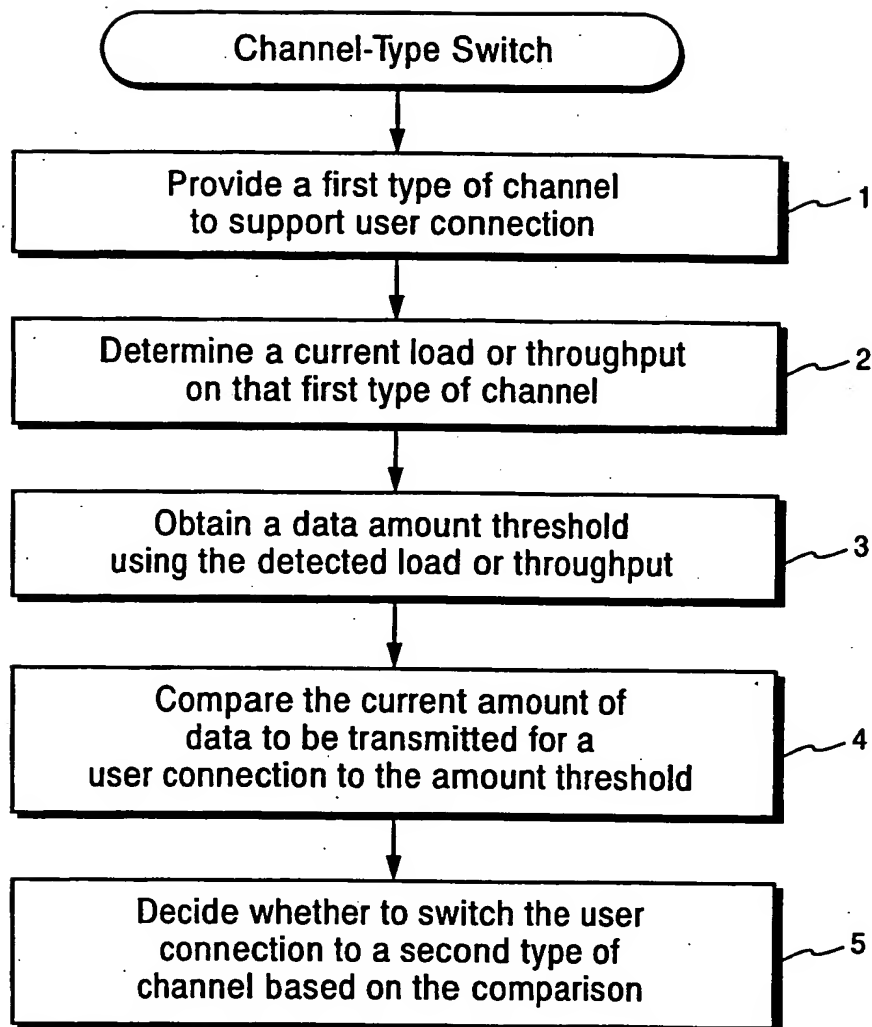 Channel-Type Switch
Provide a first type of channel
to support user connection
1
Determine a current load or throughput
on that first type of channel
2
Obtain a data amount threshold
using the detected load or throughput
3
Compare the current amount of
data to be transmitted for a
user connection to the amount threshold
4
Decide whether to switch the user
connection to a second type of
channel based on the comparison
5